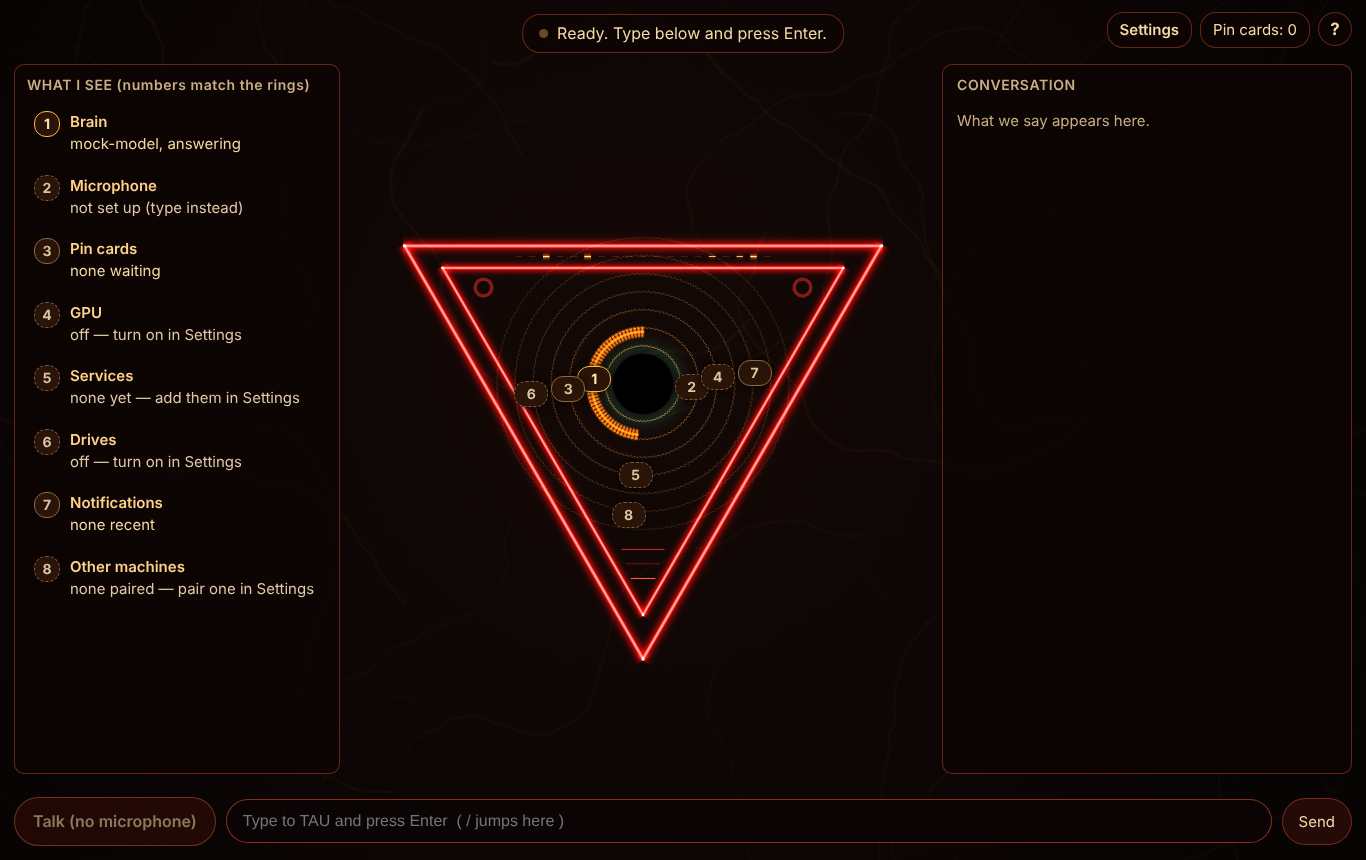 Ready. Type below and press Enter.
Settings
Pin cards: 0
?
WHAT I SEE (numbers match the rings)
1
Brain
mock-model, answering
2
Microphone
not set up (type instead)
3
Pin cards
none waiting
4
GPU
off — turn on in Settings
5
Services
none yet — add them in Settings
6
Drives
off — turn on in Settings
7
Notifications
none recent
8
Other machines
none paired — pair one in Settings
6
3
1
2
4
7
5
8
CONVERSATION
What we say appears here.
Talk (no microphone)
Type to TAU and press Enter ( / jumps here )
Send